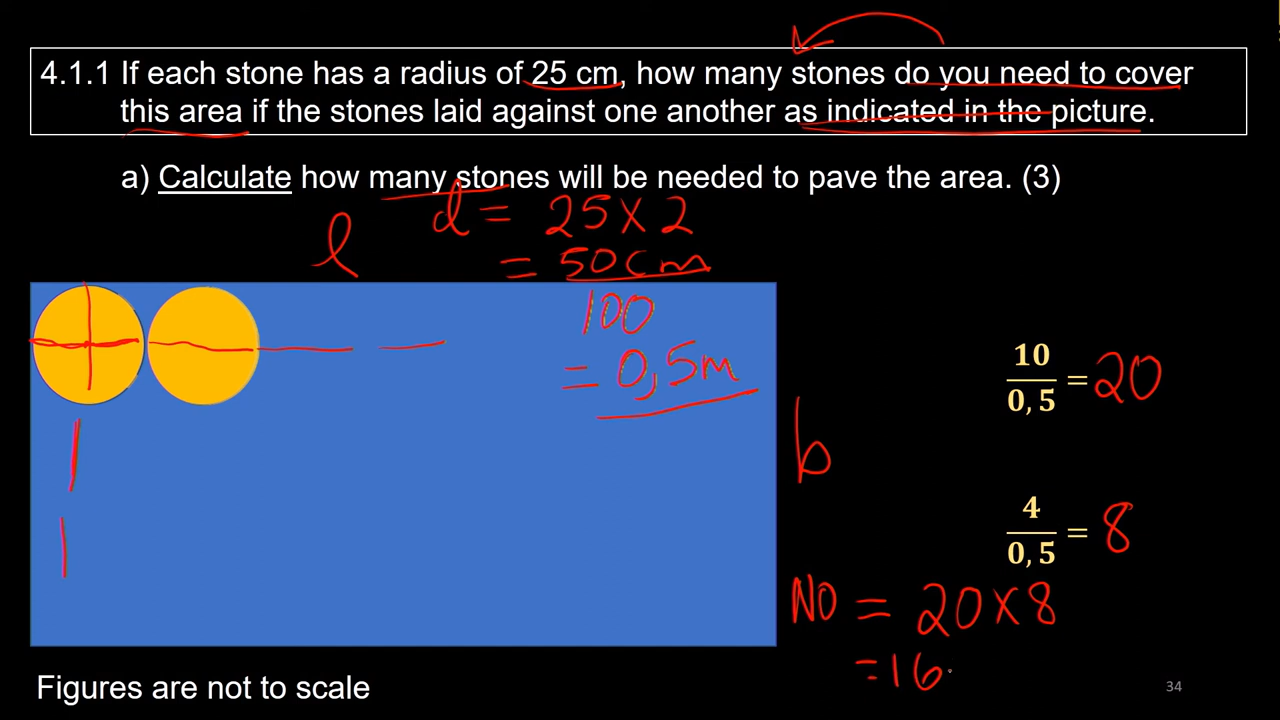 4.1.1 If each stone has a radius of 25 cm, how many stones do you need to cover
this area if the stones laid against one another as indicated in the picture.
a) Calculate how many stones will be needed to pave the area. (3)
l
d = 25 x 2
= 50cm
100
= 0,5m
b
10
0,5
= 20
4
0,5
= 8
NO = 20 x 8
= 16
Figures are not to scale
34